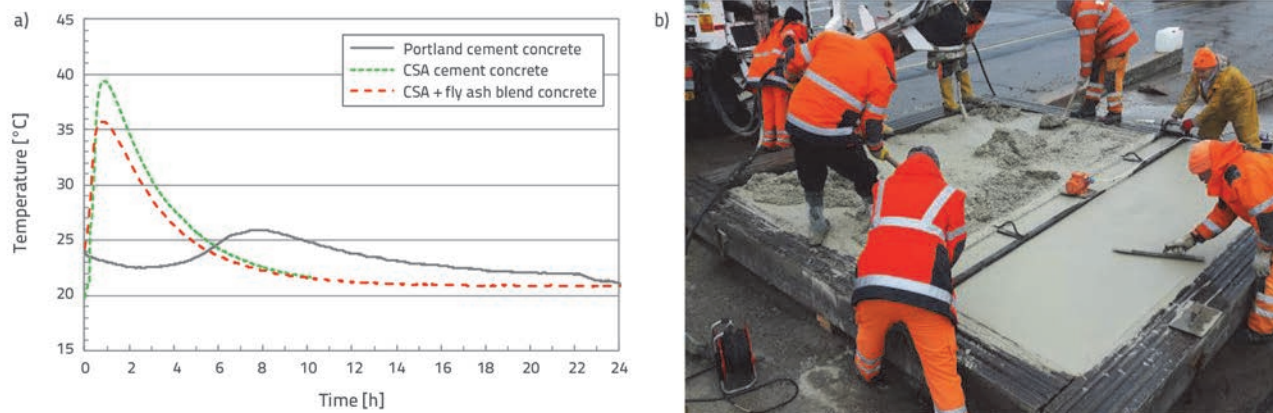 a)
45
40
35
30
25
20
15
Temperature [°C]
Portland cement concrete
CSA cement concrete
CSA + fly ash blend concrete
0 2 4 6 8 10 12 14 16 18 20 22 24
Time [h]
b)